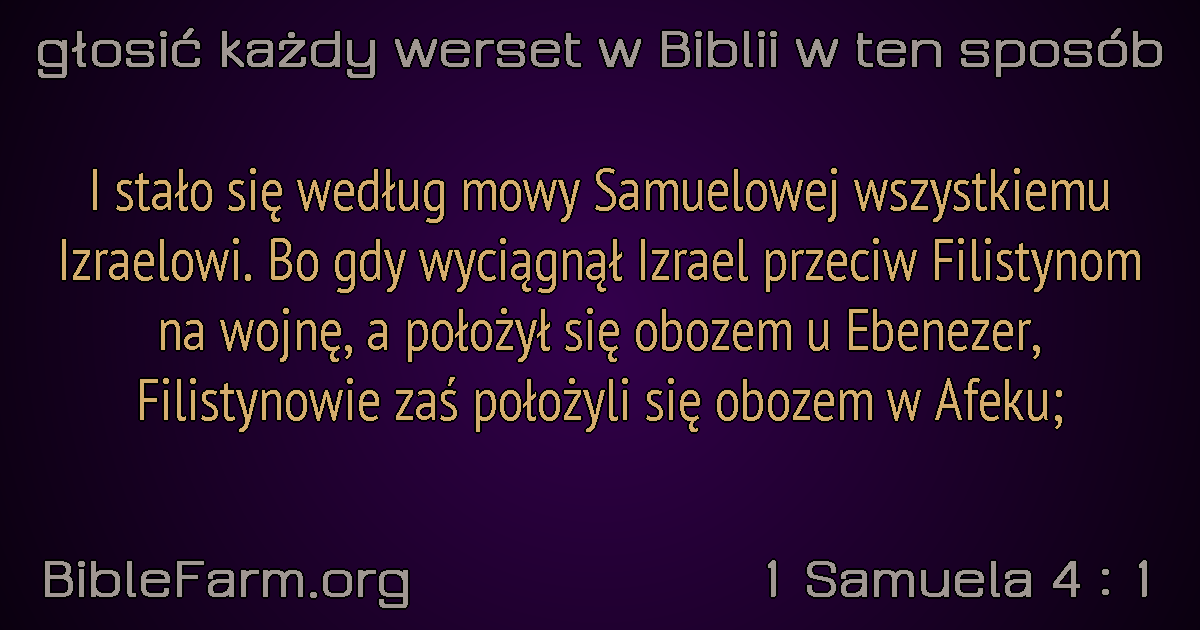 głosić każdy werset w Biblii w ten sposób
I stało się według mowy Samuelowej wszystkiemu
Izraelowi. Bo gdy wyciągnął Izrael przeciw Filistynom
na wojnę, a położył się obozem u Ebenezer,
Filistynowie zaś położyli się obozem w Afeku;
BibleFarm.org
1 Samuela 4 : 1